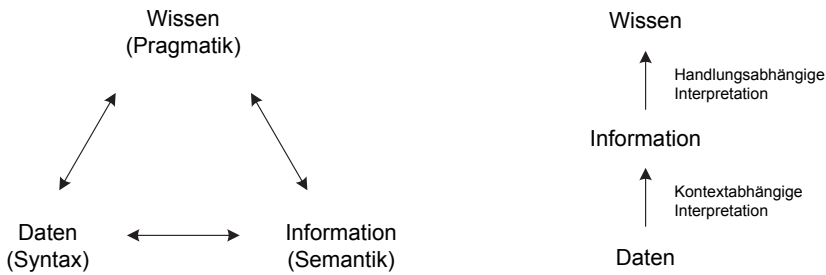 Wissen
(Pragmatik)
Daten
(Syntax)
Information
(Semantik)
Wissen
Handlungsabhängige
Interpretation
Information
Kontextabhängige
Interpretation
Daten